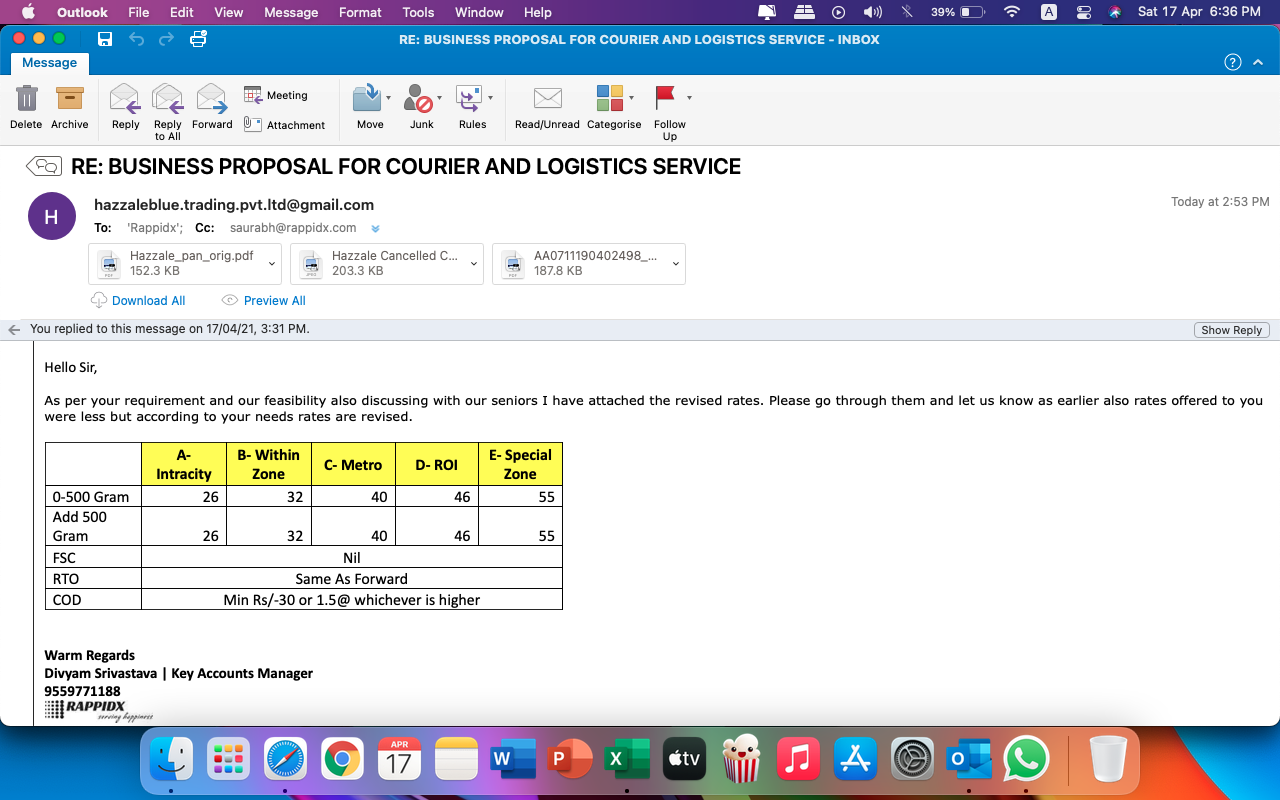 Outlook File Edit View Message Format Tools Window Help 39% A Sat 17 Apr 6:36 PM
RE: BUSINESS PROPOSAL FOR COURIER AND LOGISTICS SERVICE - INBOX
Message ?
Delete Archive Reply Reply to All Forward Meeting Attachment Move Junk Rules Read/Unread Categorise Follow Up
RE: BUSINESS PROPOSAL FOR COURIER AND LOGISTICS SERVICE
H hazzaleblue.trading.pvt.ltd@gmail.com Today at 2:53 PM
To: 'Rappidx'; Cc: saurabh@rappidx.com
Hazzale_pan_orig.pdf Hazzale Cancelled C... AA0711190402498_...
152.3 KB 203.3 KB 187.8 KB
Download All Preview All
You replied to this message on 17/04/21, 3:31 PM. Show Reply
Hello Sir,
As per your requirement and our feasibility also discussing with our seniors I have attached the revised rates. Please go through them and let us know as earlier also rates offered to you
were less but according to your needs rates are revised.
A- Intracity B- Within Zone C- Metro D- ROI E- Special Zone
0-500 Gram 26 32 40 46 55
Add 500 Gram 26 32 40 46 55
FSC Nil
RTO Same As Forward
COD Min Rs/-30 or 1.5@ whichever is higher
Warm Regards
Divyam Srivastava | Key Accounts Manager
9559771188
RAPPIDX
serving happiness
APR
17
W P X tv O